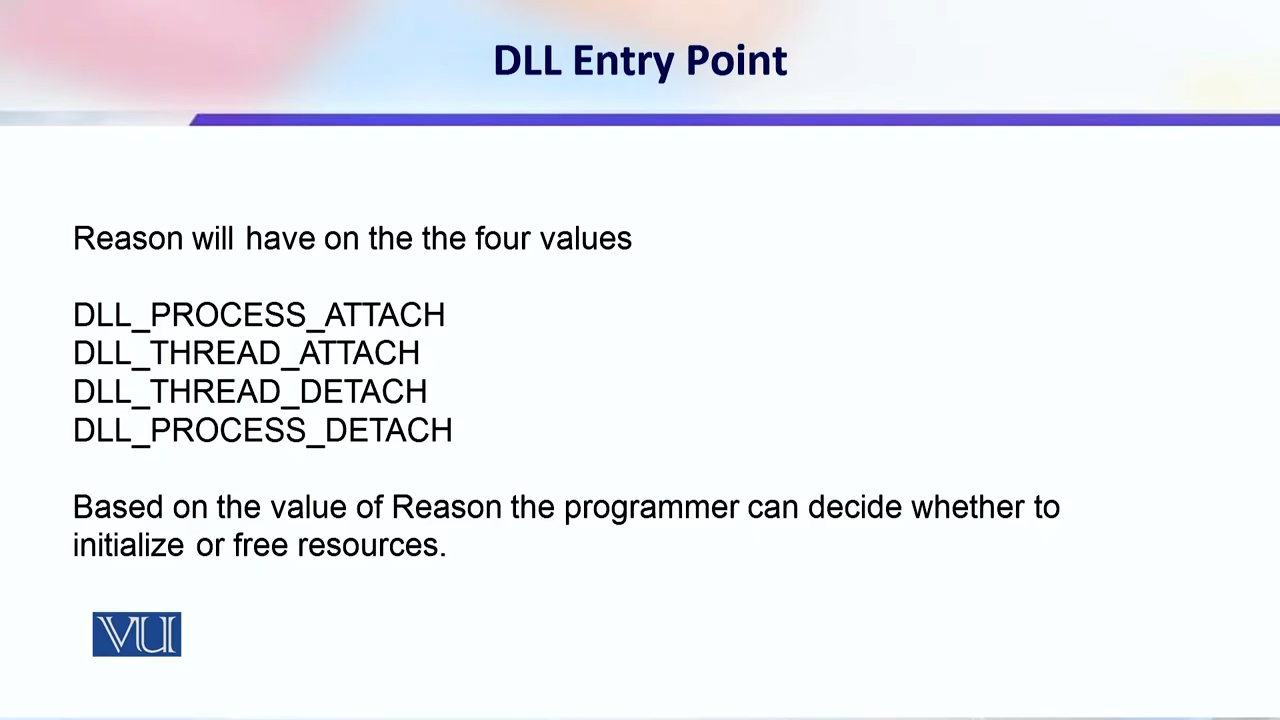 DLL Entry Point
Reason will have on the the four values
DLL_PROCESS_ATTACH
DLL_THREAD_ATTACH
DLL_THREAD_DETACH
DLL_PROCESS_DETACH
Based on the value of Reason the programmer can decide whether to
initialize or free resources.
VU